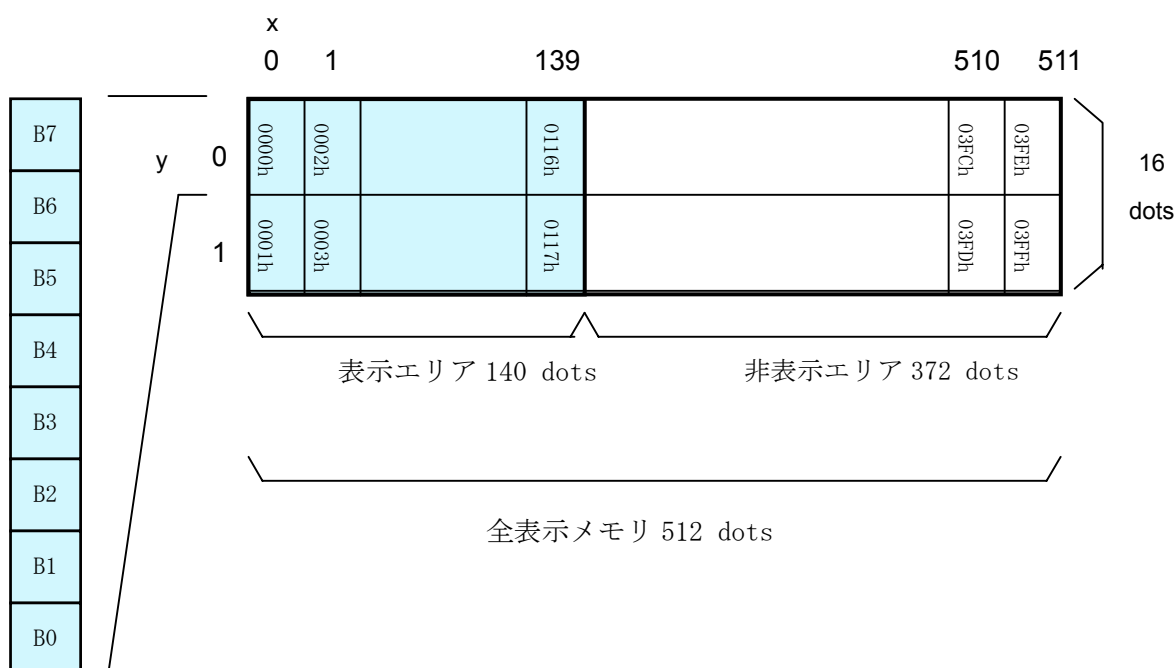 x
0 1 139 510 511
B7
B6
B5
B4
B3
B2
B1
B0
y 0
1
0000h 0002h 0116h 03FCh 03FEh
0001h 0003h 0117h 03FDh 03FFh
16
dots
表示エリア 140 dots
非表示エリア 372 dots
全表示メモリ 512 dots